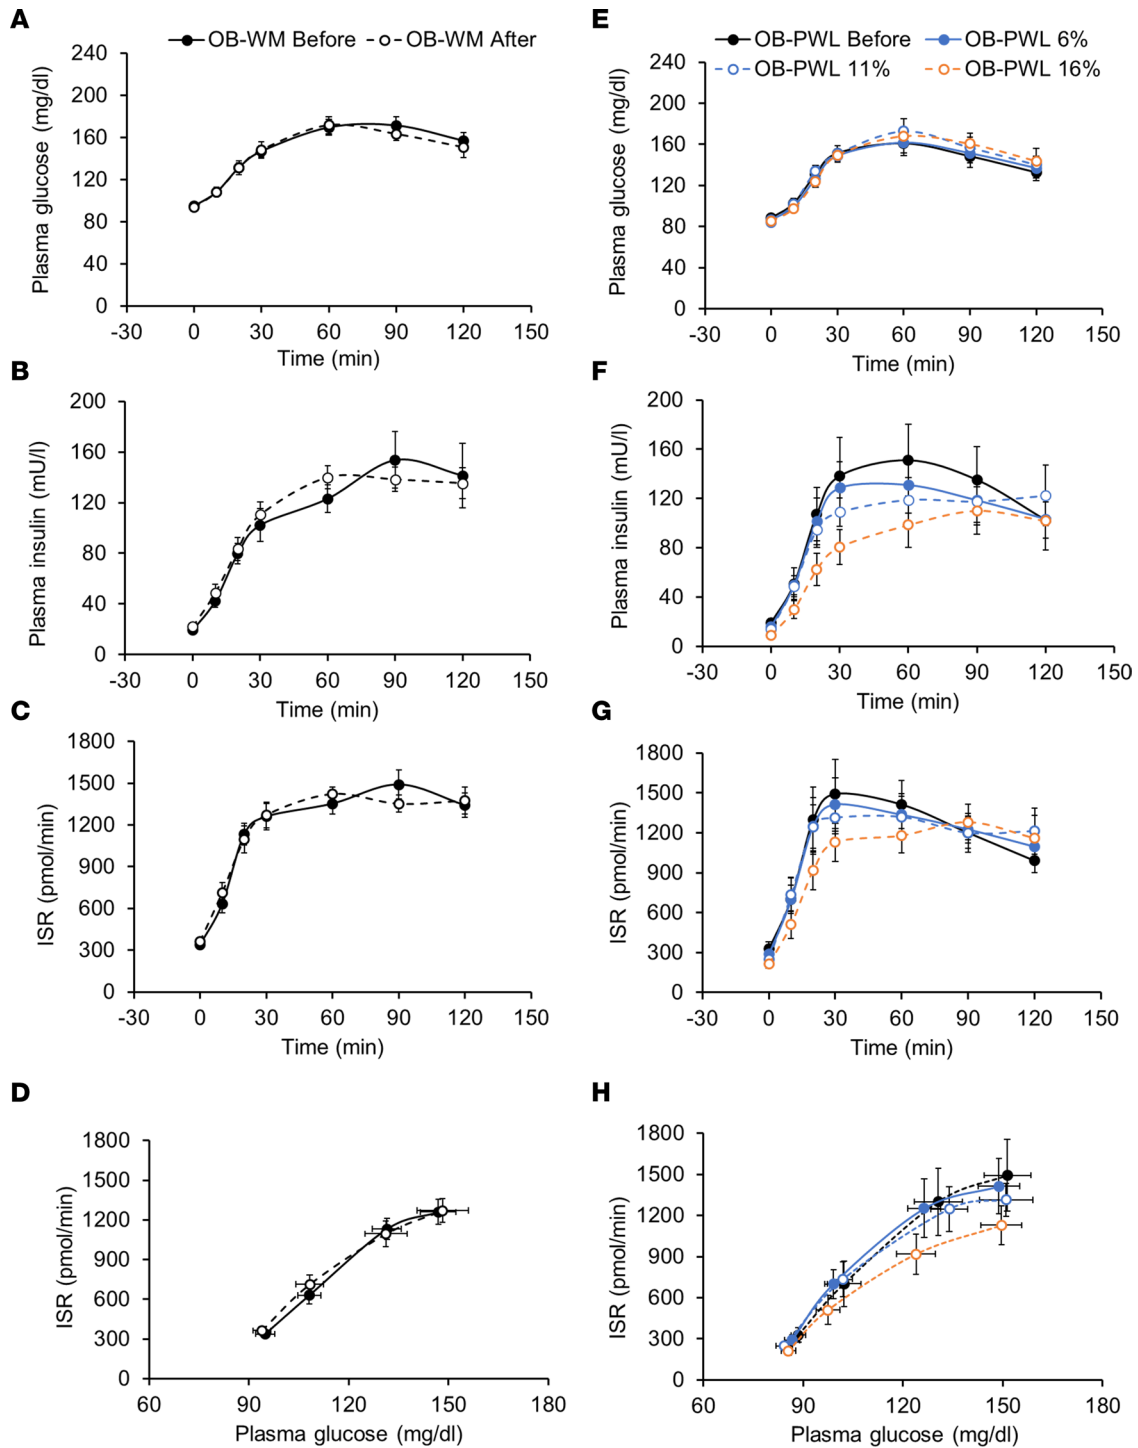 A
OB-WM Before OB-WM After
Plasma glucose (mg/dl)
240
200
160
120
80
40
0
-30 0 30 60 90 120 150
Time (min)
B
Plasma insulin (mU/l)
200
160
120
80
40
0
-30 0 30 60 90 120 150
Time (min)
C
ISR (pmol/min)
1800
1500
1200
900
600
300
0
-30 0 30 60 90 120 150
Time (min)
D
ISR (pmol/min)
1800
1500
1200
900
600
300
0
60 90 120 150 180
Plasma glucose (mg/dl)
E
OB-PWL Before OB-PWL 6%
OB-PWL 11% OB-PWL 16%
Plasma glucose (mg/dl)
240
200
160
120
80
40
0
-30 0 30 60 90 120 150
Time (min)
F
Plasma insulin (mU/l)
200
160
120
80
40
0
-30 0 30 60 90 120 150
Time (min)
G
ISR (pmol/min)
1800
1500
1200
900
600
300
0
-30 0 30 60 90 120 150
Time (min)
H
ISR (pmol/min)
1800
1500
1200
900
600
300
0
60 90 120 150 180
Plasma glucose (mg/dl)